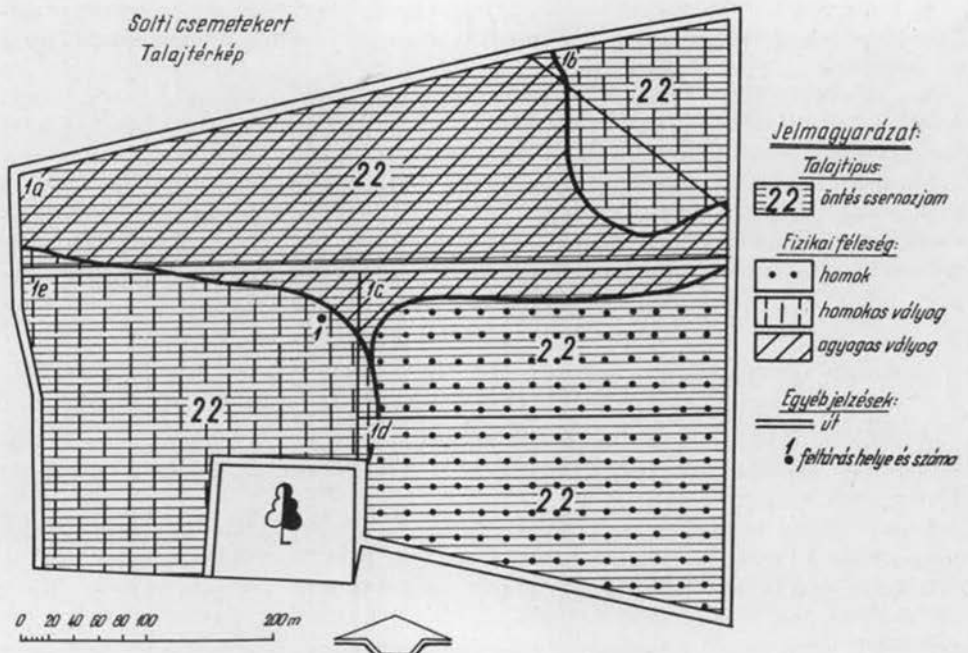 Solti csemetekert
Talajtérkép
1b
22
1a
22
1e
1c
1
22
22
1d
22
0 20 40 60 80 100 200 m
Jelmagyarázat:
Talajtípus:
22 öntés csernozjom
Fizikai féleség:
homok
homokos vályog
agyagos vályog
Egyéb jelzések:
út
1 feltárás helye és száma